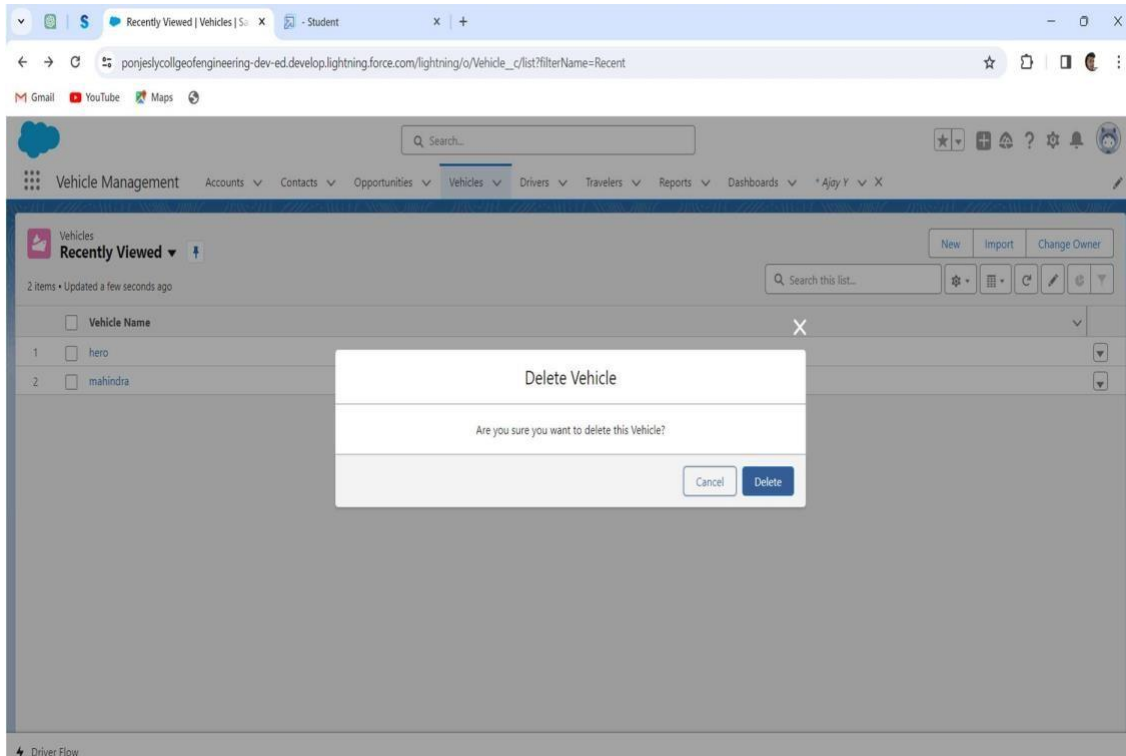 Recently Viewed | Vehicles | Sa
- Student
ponjeslycollgeofengineering-dev-ed.develop.lightning.force.com/lightning/o/Vehicle__c/list?filterName=Recent
Gmail YouTube Maps
Search...
Vehicle Management Accounts Contacts Opportunities Vehicles Drivers Travelers Reports Dashboards * Ajay Y
Vehicles
Recently Viewed
New Import Change Owner
2 items • Updated a few seconds ago
Search this list...
Vehicle Name
1 hero
2 mahindra
Delete Vehicle
Are you sure you want to delete this Vehicle?
Cancel Delete
Driver Flow